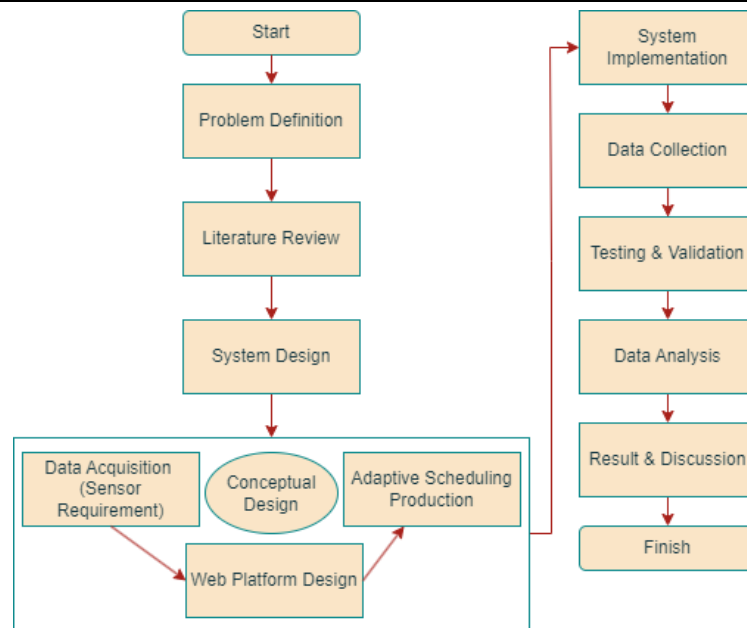 Start
Problem Definition
Literature Review
System Design
Data Acquisition
(Sensor
Requirement)
Conceptual
Design
Adaptive Scheduling
Production
Web Platform Design
System
Implementation
Data Collection
Testing & Validation
Data Analysis
Result & Discussion
Finish